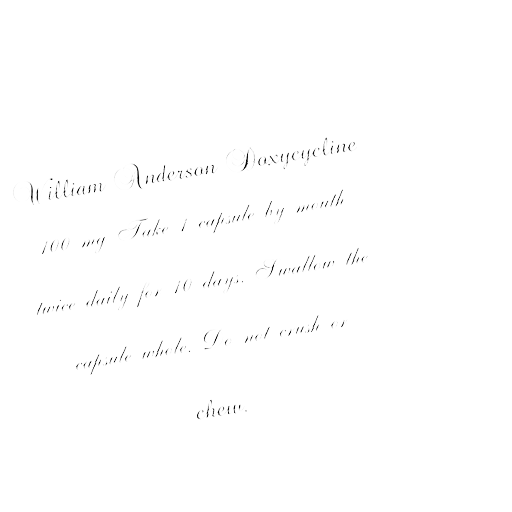 William Anderson Doxycycline
100 mg Take 1 capsule by mouth
twice daily for 10 days. Swallow the
capsule whole. Do not crush or
chew.